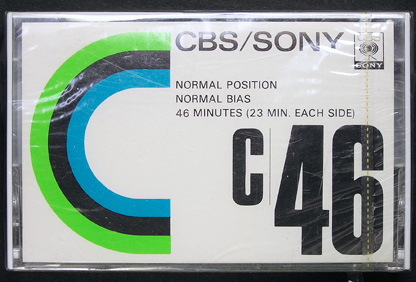 CBS/SONY
SONY
NORMAL POSITION
NORMAL BIAS
46 MINUTES (23 MIN. EACH SIDE)
C 46